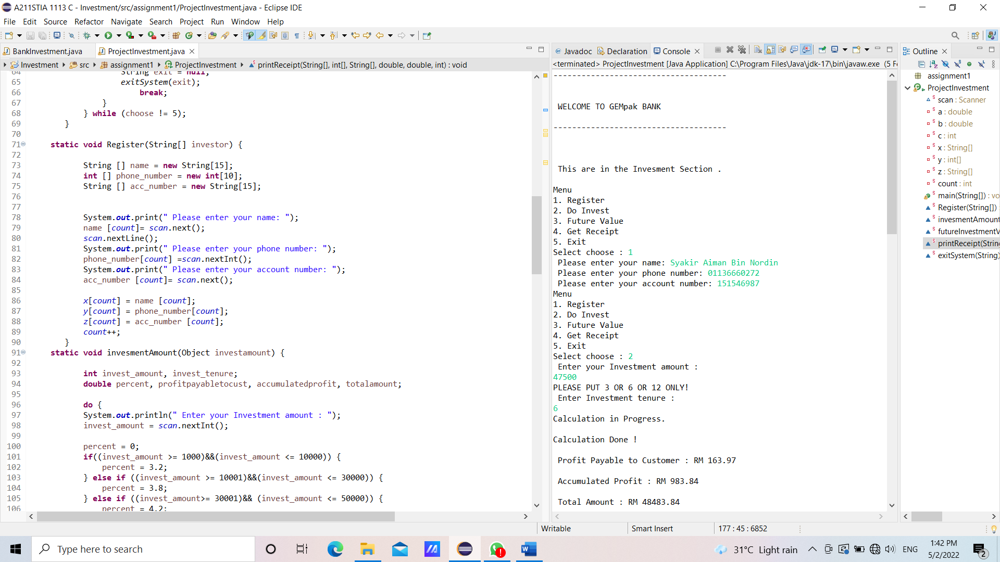 A211STIA 1113 C - Investment/src/assignment1/ProjectInvestment.java - Eclipse IDE
File Edit Source Refactor Navigate Search Project Run Window Help
BankInvestment.java
ProjectInvestment.java
Investment src assignment1 ProjectInvestment printReceipt(String[], int[], String[], double, double, int) : void
64 String exit = null;
65 exitSystem(exit);
66 break;
67 }
68 } while (choose != 5);
69 }
70
71 static void Register(String[] investor) {
72
73 String [] name = new String[15];
74 int [] phone_number = new int[10];
75 String [] acc_number = new String[15];
76
77
78 System.out.print(" Please enter your name: ");
79 name [count]= scan.next();
80 scan.nextLine();
81 System.out.print(" Please enter your phone number: ");
82 phone_number[count] =scan.nextInt();
83 System.out.print(" Please enter your account number: ");
84 acc_number [count]= scan.next();
85
86 x[count] = name [count];
87 y[count] = phone_number[count];
88 z[count] = acc_number [count];
89 count++;
90 }
91 static void invesmentAmount(Object investamount) {
92
93 int invest_amount, invest_tenure;
94 double percent, profitpayabletocust, accumulatedprofit, totalamount;
95
96 do {
97 System.out.println(" Enter your Investment amount : ");
98 invest_amount = scan.nextInt();
99
100 percent = 0;
101 if((invest_amount >= 1000)&&(invest_amount <= 10000)) {
102 percent = 3.2;
103 } else if ((invest_amount >= 10001)&&(invest_amount <= 30000)) {
104 percent = 3.8;
105 } else if ((invest_amount>= 30001)&& (invest_amount <= 50000)) {
106 percent = 4.2;
Javadoc Declaration Console
<terminated> ProjectInvestment [Java Application] C:\Program Files\Java\jdk-17\bin\javaw.exe (5 Fe
-------------------------------------
WELCOME TO GEMpak BANK
-------------------------------------
This are in the Invesment Section .
Menu
1. Register
2. Do Invest
3. Future Value
4. Get Receipt
5. Exit
Select choose : 1
Please enter your name: Syakir Aiman Bin Nordin
Please enter your phone number: 01136660272
Please enter your account number: 151546987
Menu
1. Register
2. Do Invest
3. Future Value
4. Get Receipt
5. Exit
Select choose : 2
Enter your Investment amount :
47500
PLEASE PUT 3 OR 6 OR 12 ONLY!
Enter Investment tenure :
6
Calculation in Progress.
Calculation Done !
Profit Payable to Customer : RM 163.97
Accumulated Profit : RM 983.84
Total Amount : RM 48483.84
Outline
assignment1
ProjectInvestment
scan : Scanner
a : double
b : double
c : int
x : String[]
y : int[]
z : String[]
count : int
main(String[]) : vo
Register(String[])
invesmentAmount
futureInvestmentV
printReceipt(String
exitSystem(String)
Writable Smart Insert 177 : 45 : 6852
Type here to search
31°C Light rain
ENG
1:42 PM
5/2/2022
2